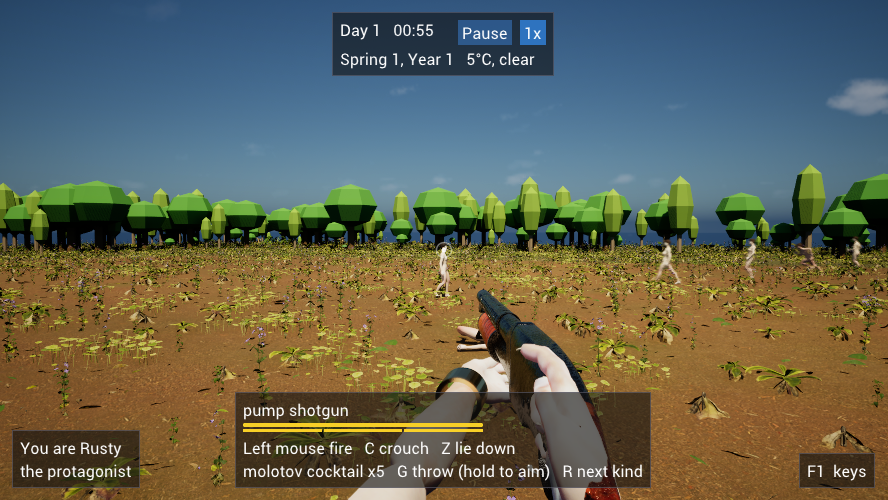 Day 1 00:55 Pause 1x
Spring 1, Year 1 5°C, clear
pump shotgun
Left mouse fire C crouch Z lie down
molotov cocktail x5 G throw (hold to aim) R next kind
You are Rusty
the protagonist
F1 keys